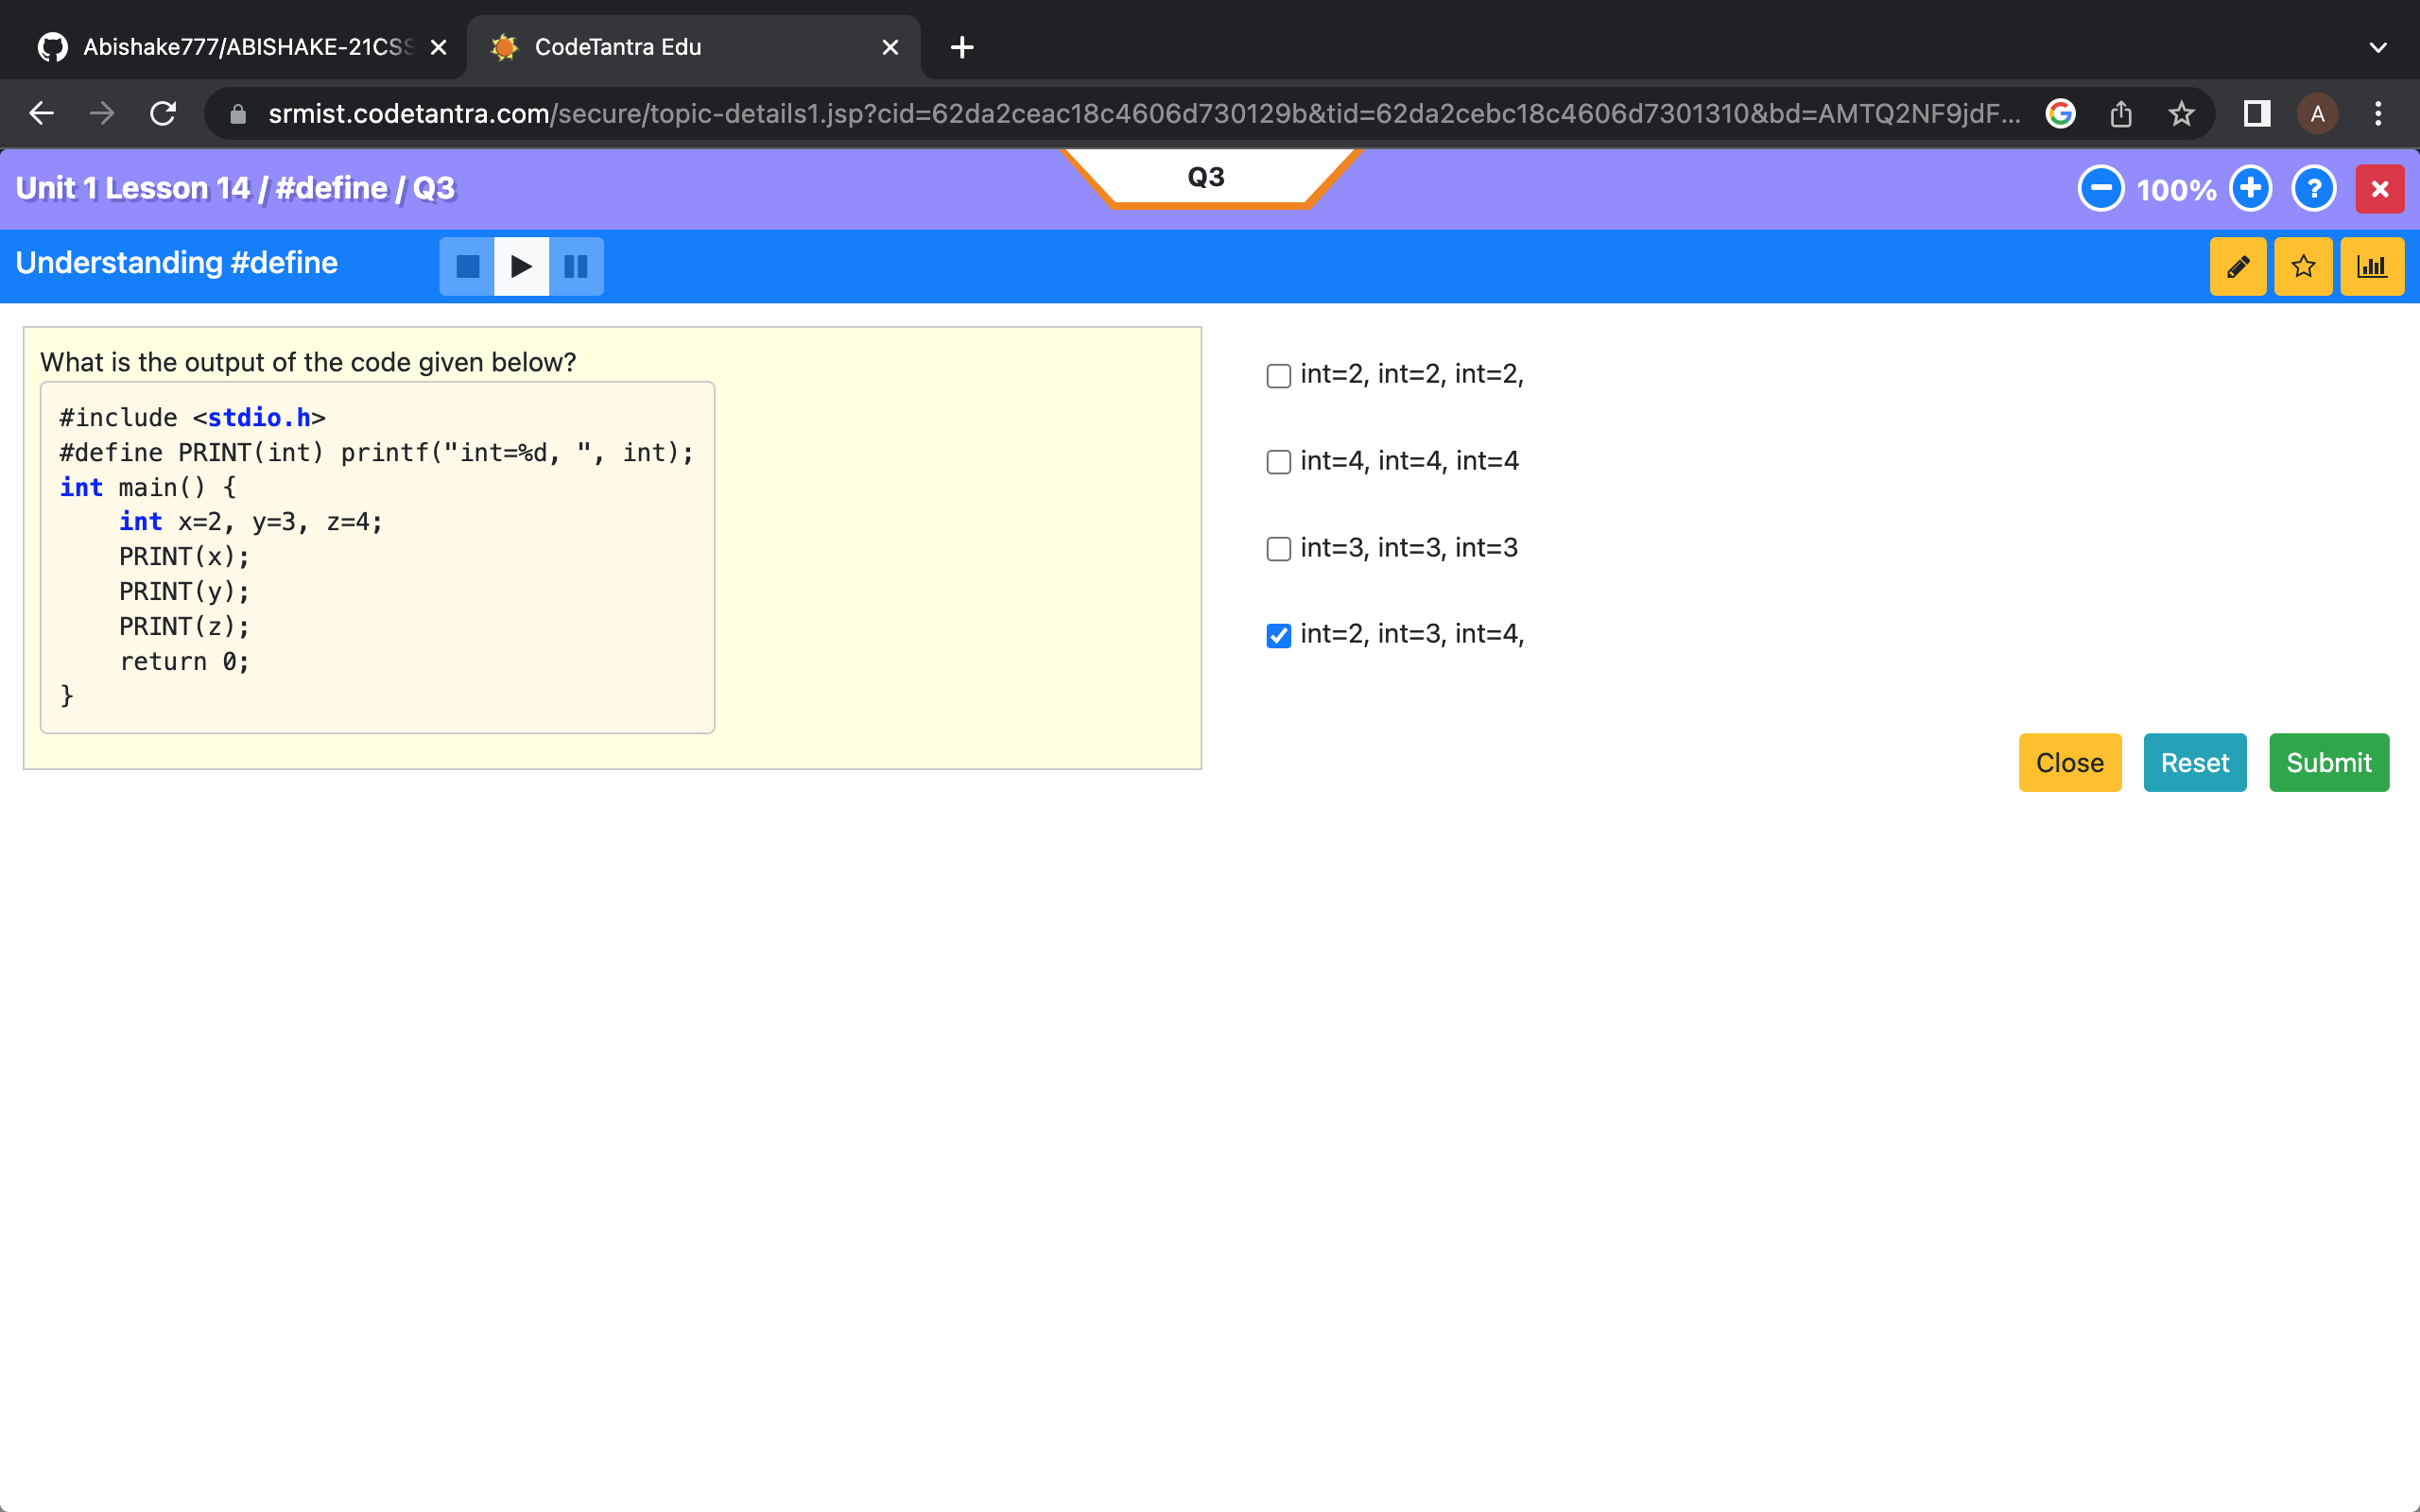 Abishake777/ABISHAKE-21CSS
CodeTantra Edu
srmist.codetantra.com/secure/topic-details1.jsp?cid=62da2ceac18c4606d730129b&tid=62da2cebc18c4606d7301310&bd=AMTQ2NF9jdF...
A
Unit 1 Lesson 14 / #define / Q3
Q3
100%
?
Understanding #define
What is the output of the code given below?
#include <stdio.h>
#define PRINT(int) printf("int=%d, ", int);
int main() {
    int x=2, y=3, z=4;
    PRINT(x);
    PRINT(y);
    PRINT(z);
    return 0;
}
int=2, int=2, int=2,
int=4, int=4, int=4
int=3, int=3, int=3
int=2, int=3, int=4,
Close Reset Submit